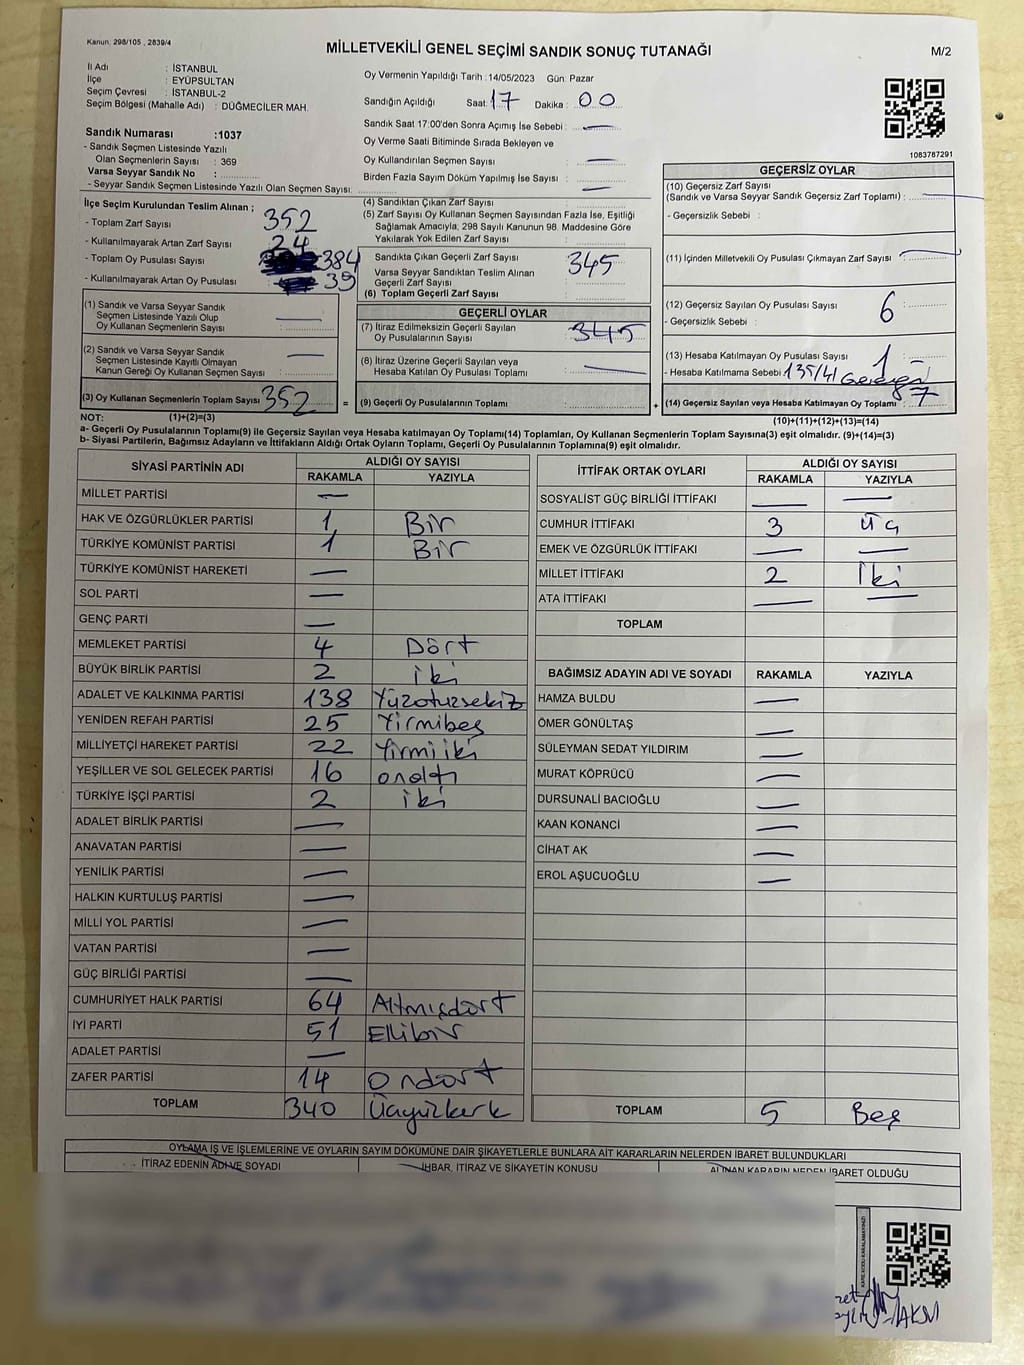 Kanun, 298/105 , 2839/4
MİLLETVEKİLİ GENEL SEÇİMİ SANDIK SONUÇ TUTANAĞI
M/2
İl Adı : İSTANBUL
İlçe : EYÜPSULTAN
Seçim Çevresi : İSTANBUL-2
Seçim Bölgesi (Mahalle Adı) : DÜĞMECİLER MAH.
Sandık Numarası :1037
- Sandık Seçmen Listesinde Yazılı
Olan Seçmenlerin Sayısı : 369
Varsa Seyyar Sandık No :
- Seyyar Sandık Seçmen Listesinde Yazılı Olan Seçmen Sayısı:
Oy Vermenin Yapıldığı Tarih :14/05/2023 Gün: Pazar
Sandığın Açıldığı Saat: 17 Dakika : 00
Sandık Saat 17:00'den Sonra Açımış İse Sebebi : —
Oy Verme Saati Bitiminde Sırada Bekleyen ve
Oy Kullandırılan Seçmen Sayısı : —
Birden Fazla Sayım Döküm Yapılmış İse Sayısı : —
1083787291
İlçe Seçim Kurulundan Teslim Alınan ;
- Toplam Zarf Sayısı : 352
- Kullanılmayarak Artan Zarf Sayısı : 24
- Toplam Oy Pusulası Sayısı 384
- Kullanılmayarak Artan Oy Pusulası 39
(1) Sandık ve Varsa Seyyar Sandık
Seçmen Listesinde Yazılı Olup
Oy Kullanan Seçmenlerin Sayısı : —
(2) Sandık ve Varsa Seyyar Sandık
Seçmen Listesinde Kayıtlı Olmayan
Kanun Gereği Oy Kullanan Seçmen Sayısı : —
(3) Oy Kullanan Seçmenlerin Toplam Sayısı : 352
(4) Sandıktan Çıkan Zarf Sayısı :
(5) Zarf Sayısı Oy Kullanan Seçmen Sayısından Fazla İse, Eşitliği
Sağlamak Amacıyla; 298 Sayılı Kanunun 98. Maddesine Göre
Yakılarak Yok Edilen Zarf Sayısı :
Sandıkta Çıkan Geçerli Zarf Sayısı : 345
Varsa Seyyar Sandıktan Teslim Alınan
Geçerli Zarf Sayısı :
(6) Toplam Geçerli Zarf Sayısı :
GEÇERLİ OYLAR
(7) İtiraz Edilmeksizin Geçerli Sayılan
Oy Pusulalarının Sayısı : 345
(8) İtiraz Üzerine Geçerli Sayılan veya
Hesaba Katılan Oy Pusulası Toplamı : —
= (9) Geçerli Oy Pusulalarının Toplamı :
GEÇERSİZ OYLAR
(10) Geçersiz Zarf Sayısı
(Sandık ve Varsa Seyyar Sandık Geçersiz Zarf Toplamı) : —
- Geçersizlik Sebebi :
(11) İçinden Milletvekili Oy Pusulası Çıkmayan Zarf Sayısı : —
(12) Geçersiz Sayılan Oy Pusulası Sayısı : 6
- Geçersizlik Sebebi :
(13) Hesaba Katılmayan Oy Pusulası Sayısı : 1
- Hesaba Katılmama Sebebi : 135/41 Gereğen
+ (14) Geçersiz Sayılan veya Hesaba Katılmayan Oy Toplamı : 7
(10)+(11)+(12)+(13)=(14)
NOT: (1)+(2)=(3)
a- Geçerli Oy Pusulalarının Toplamı(9) ile Geçersiz Sayılan veya Hesaba Katılmayan Oy Toplamı(14) Toplamları, Oy Kullanan Seçmenlerin Toplam Sayısına(3) eşit olmalıdır. (9)+(14)=(3)
b- Siyasi Partilerin, Bağımsız Adayların ve İttifakların Aldığı Ortak Oyların Toplamı, Geçerli Oy Pusulalarının Toplamına(9) eşit olmalıdır.
SİYASİ PARTİNİN ADI ALDIĞI OY SAYISI
RAKAMLA YAZIYLA
MİLLET PARTİSİ —
HAK VE ÖZGÜRLÜKLER PARTİSİ 1 Bir
TÜRKİYE KOMÜNİST PARTİSİ 1 Bir
TÜRKİYE KOMÜNİST HAREKETİ —
SOL PARTİ —
GENÇ PARTİ —
MEMLEKET PARTİSİ 4 Dört
BÜYÜK BİRLİK PARTİSİ 2 iki
ADALET VE KALKINMA PARTİSİ 138 Yüzotuzsekiz
YENİDEN REFAH PARTİSİ 25 Yirmibeş
MİLLİYETÇİ HAREKET PARTİSİ 22 Yirmiiki
YEŞİLLER VE SOL GELECEK PARTİSİ 16 onaltı
TÜRKİYE İŞÇİ PARTİSİ 2 iki
ADALET BİRLİK PARTİSİ —
ANAVATAN PARTİSİ —
YENİLİK PARTİSİ —
HALKIN KURTULUŞ PARTİSİ —
MİLLİ YOL PARTİSİ —
VATAN PARTİSİ —
GÜÇ BİRLİĞİ PARTİSİ —
CUMHURİYET HALK PARTİSİ 64 Altmışdört
İYİ PARTİ 51 Ellibir
ADALET PARTİSİ —
ZAFER PARTİSİ 14 Ondört
TOPLAM 340 Üçyüzkırk
İTTİFAK ORTAK OYLARI ALDIĞI OY SAYISI
RAKAMLA YAZIYLA
SOSYALİST GÜÇ BİRLİĞİ İTTİFAKI — —
CUMHUR İTTİFAKI 3 üç
EMEK VE ÖZGÜRLÜK İTTİFAKI — —
MİLLET İTTİFAKI 2 İki
ATA İTTİFAKI — —
TOPLAM
BAĞIMSIZ ADAYIN ADI VE SOYADI RAKAMLA YAZIYLA
HAMZA BULDU —
ÖMER GÖNÜLTAŞ —
SÜLEYMAN SEDAT YILDIRIM —
MURAT KÖPRÜCÜ —
DURSUNALİ BACIOĞLU —
KAAN KONANCİ —
CİHAT AK —
EROL AŞUCUOĞLU —
TOPLAM 5 Beş
OYLAMA İŞ VE İŞLEMLERİNE VE OYLARIN SAYIM DÖKÜMÜNE DAİR ŞİKAYETLERLE BUNLARA AİT KARARLARIN NELERDEN İBARET BULUNDUKLARI
İTİRAZ EDENİN ADI VE SOYADI İHBAR, İTİRAZ VE ŞİKAYETİN KONUSU ALINAN KARARIN NEDEN İBARET OLDUĞU